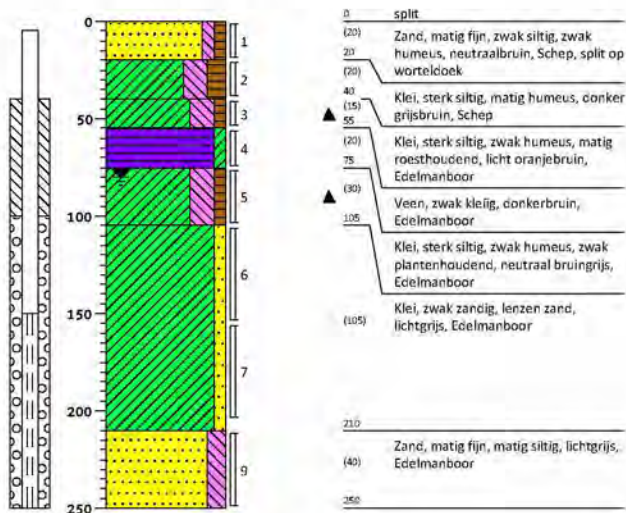 0
50
100
150
200
250
1
2
3
4
5
6
7
9
0 split
(20) Zand, matig fijn, zwak siltig, zwak
humeus, neutraalbruin, Schep, split op
worteldoek
20
(20) Klei, sterk siltig, matig humeus, donker
grijsbruin, Schep
40
(15) Klei, sterk siltig, zwak humeus, matig
roesthoudend, licht oranjebruin,
Edelmanboor
55
(20) Veen, zwak kleiig, donkerbruin,
Edelmanboor
75
(30) Klei, sterk siltig, zwak humeus, zwak
plantenhoudend, neutraal bruingrijs,
Edelmanboor
105
(105) Klei, zwak zandig, lenzen zand,
lichtgrijs, Edelmanboor
210
(40) Zand, matig fijn, matig siltig, lichtgrijs,
Edelmanboor
250